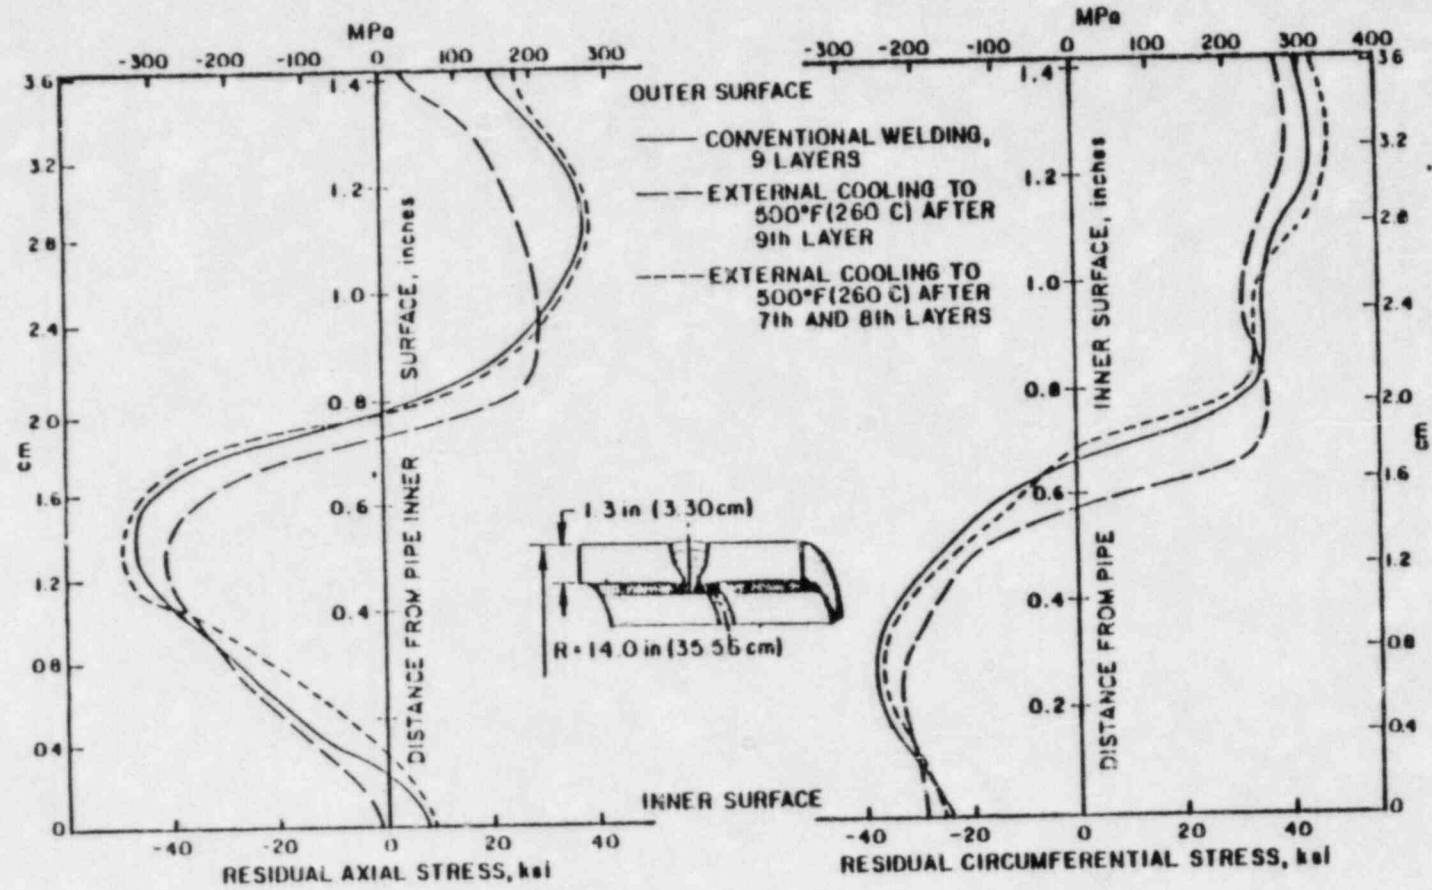 MPa
MPa
-300 -200 -100 0 100 200 300
-300 -200 -100 0 100 200 300 400
3.6
1.4
OUTER SURFACE
1.4
3.6
CONVENTIONAL WELDING,
9 LAYERS
3.2
1.2
1.2
3.2
EXTERNAL COOLING TO
500°F(260 C) AFTER
9th LAYER
2.8
2.8
EXTERNAL COOLING TO
500°F(260 C) AFTER
7th AND 8th LAYERS
1.0
1.0
2.4
2.4
0.8
0.8
2.0
2.0
cm
cm
1.6
0.6
0.6
1.6
1.3 in (3.30cm)
1.2
1.2
0.4
0.4
R=14.0 in (35.56 cm)
0.8
0.8
0.2
0.4
0.4
DISTANCE FROM PIPE INNER SURFACE, inches
DISTANCE FROM PIPE INNER SURFACE, inches
INNER SURFACE
0
0
-40 -20 0 20 40
-40 -20 0 20 40
RESIDUAL AXIAL STRESS, ksi
RESIDUAL CIRCUMFERENTIAL STRESS, ksi